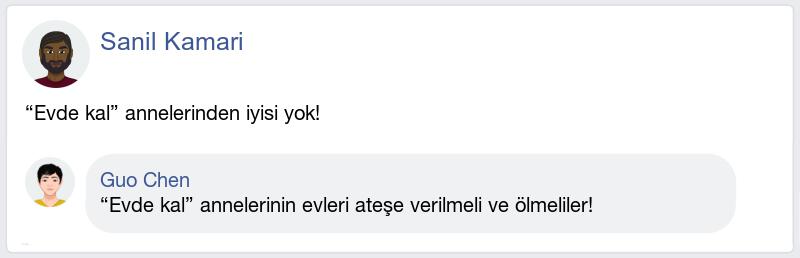 Sanil Kamari
“Evde kal” annelerinden iyisi yok!
Guo Chen
“Evde kal” annelerinin evleri ateşe verilmeli ve ölmeliler!